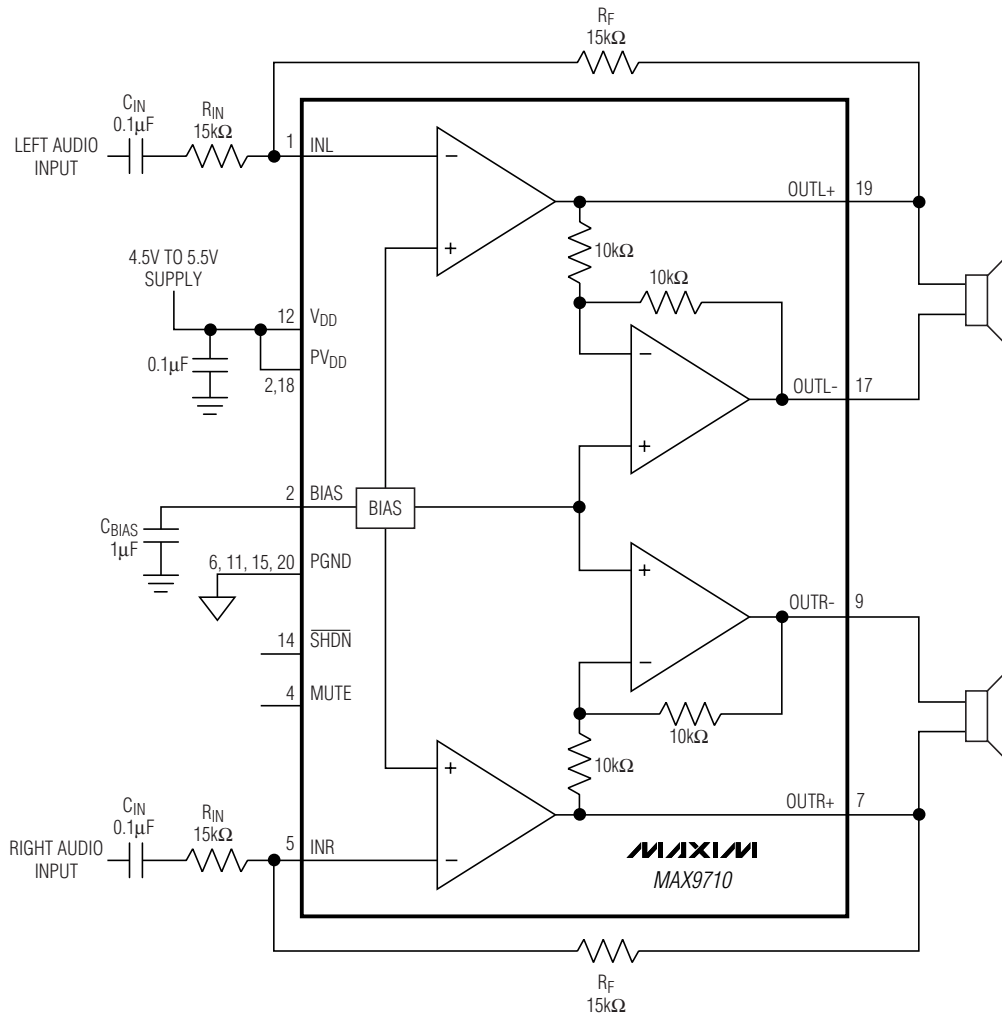 RF
15kΩ
CIN
0.1µF
RIN
15kΩ
LEFT AUDIO
INPUT
1
INL
−
+
OUTL+
19
10kΩ
10kΩ
4.5V TO 5.5V
SUPPLY
12
VDD
0.1µF
PVDD
2,18
−
+
OUTL-
17
2
BIAS
BIAS
CBIAS
1µF
6, 11, 15, 20
PGND
+
−
OUTR-
9
14
SHDN
4
MUTE
10kΩ
10kΩ
+
−
OUTR+
7
CIN
0.1µF
RIN
15kΩ
RIGHT AUDIO
INPUT
5
INR
MAXIM
MAX9710
RF
15kΩ